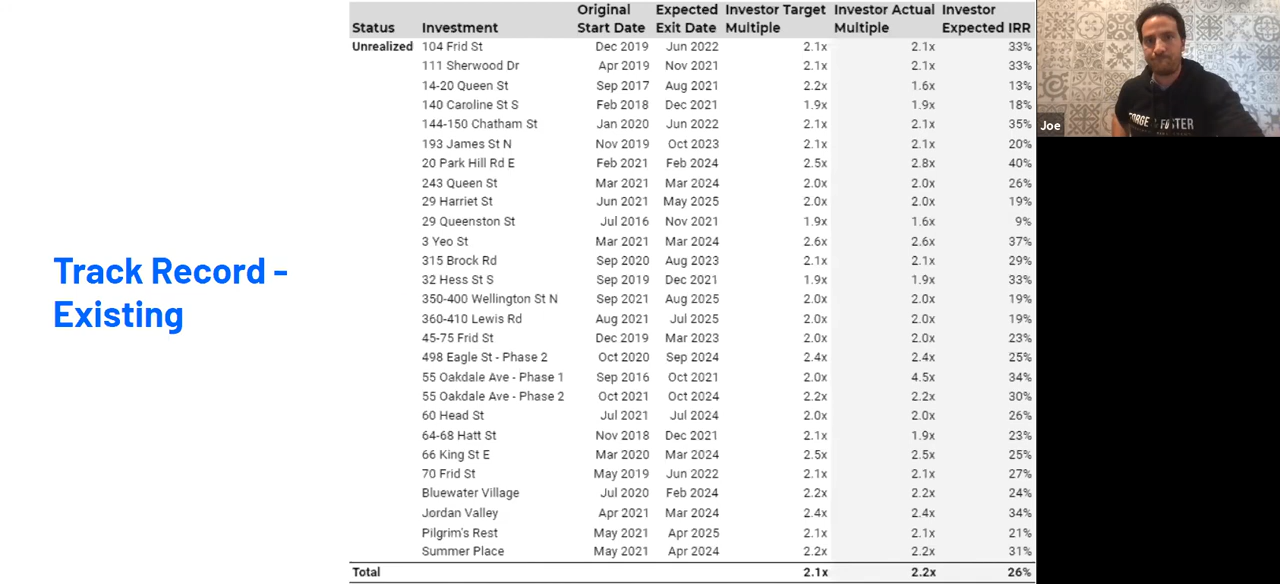 Track Record -
Existing
Status Investment Original Start Date Expected Exit Date Investor Target Multiple Investor Actual Multiple Investor Expected IRR
Unrealized 104 Frid St Dec 2019 Jun 2022 2.1x 2.1x 33%
111 Sherwood Dr Apr 2019 Nov 2021 2.1x 2.1x 33%
14-20 Queen St Sep 2017 Aug 2021 2.2x 1.6x 13%
140 Caroline St S Feb 2018 Dec 2021 1.9x 1.9x 18%
144-150 Chatham St Jan 2020 Jun 2022 2.1x 2.1x 35%
193 James St N Nov 2019 Oct 2023 2.1x 2.1x 20%
20 Park Hill Rd E Feb 2021 Feb 2024 2.5x 2.8x 40%
243 Queen St Mar 2021 Mar 2024 2.0x 2.0x 26%
29 Harriet St Jun 2021 May 2025 2.0x 2.0x 19%
29 Queenston St Jul 2016 Nov 2021 1.9x 1.6x 9%
3 Yeo St Mar 2021 Mar 2024 2.6x 2.6x 37%
315 Brock Rd Sep 2020 Aug 2023 2.1x 2.1x 29%
32 Hess St S Sep 2019 Dec 2021 1.9x 1.9x 33%
350-400 Wellington St N Sep 2021 Aug 2025 2.0x 2.0x 19%
360-410 Lewis Rd Aug 2021 Jul 2025 2.0x 2.0x 19%
45-75 Frid St Dec 2019 Mar 2023 2.0x 2.0x 23%
498 Eagle St - Phase 2 Oct 2020 Sep 2024 2.4x 2.4x 25%
55 Oakdale Ave - Phase 1 Sep 2016 Oct 2021 2.0x 4.5x 34%
55 Oakdale Ave - Phase 2 Oct 2021 Oct 2024 2.2x 2.2x 30%
60 Head St Jul 2021 Jul 2024 2.0x 2.0x 26%
64-68 Hatt St Nov 2018 Dec 2021 2.1x 1.9x 23%
66 King St E Mar 2020 Mar 2024 2.5x 2.5x 25%
70 Frid St May 2019 Jun 2022 2.1x 2.1x 27%
Bluewater Village Jul 2020 Feb 2024 2.2x 2.2x 24%
Jordan Valley Apr 2021 Mar 2024 2.4x 2.4x 34%
Pilgrim's Rest May 2021 Apr 2025 2.1x 2.1x 21%
Summer Place May 2021 Apr 2024 2.2x 2.2x 31%
Total 2.1x 2.2x 26%
Joe